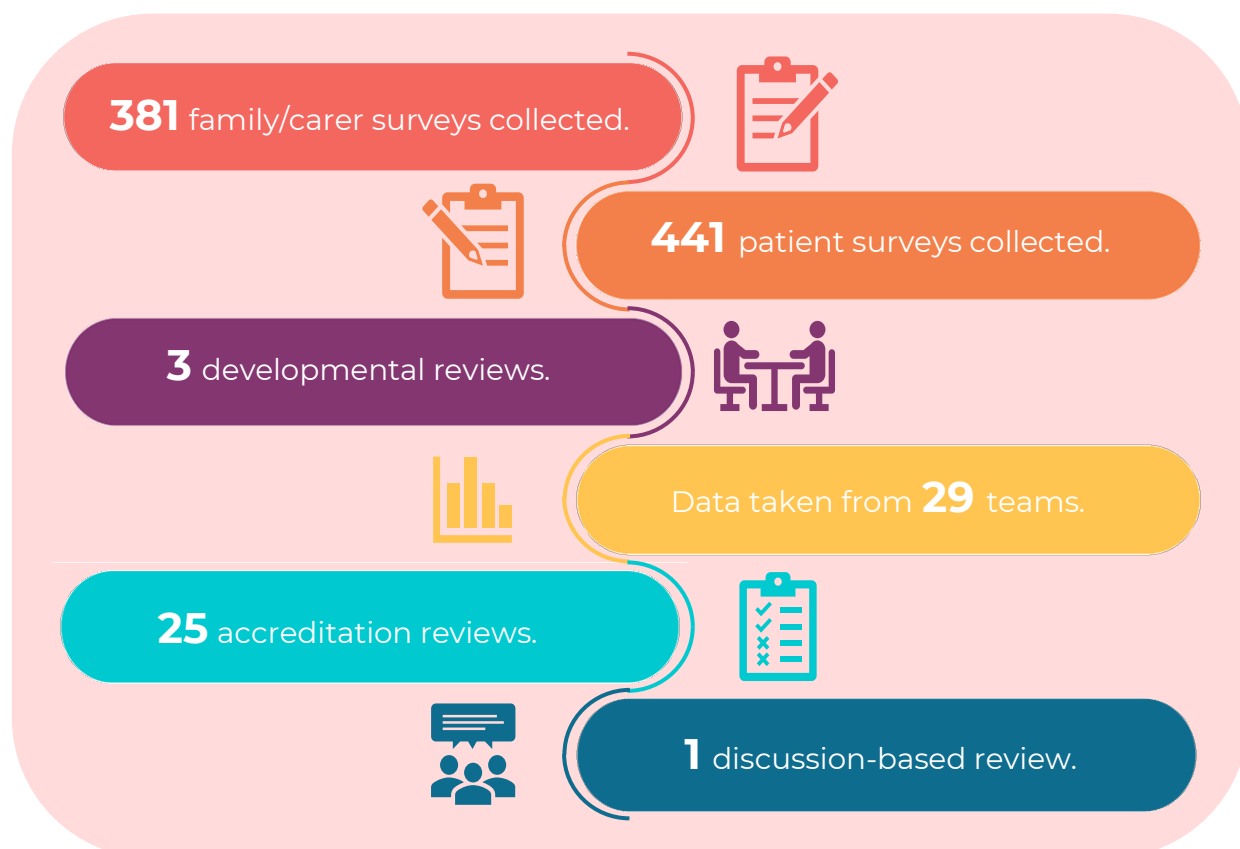 381 family/carer surveys collected.
441 patient surveys collected.
3 developmental reviews.
Data taken from 29 teams.
25 accreditation reviews.
1 discussion-based review.